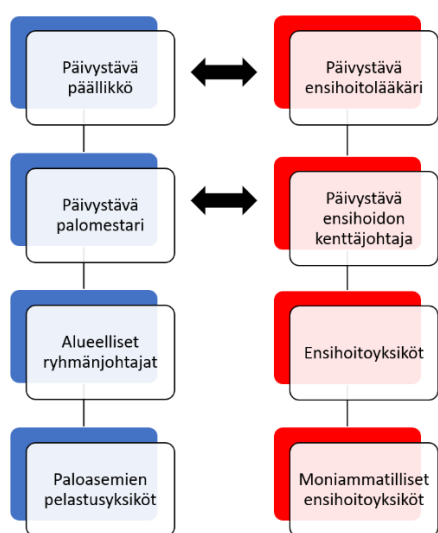 Päivystävä
päällikkö
Päivystävä
ensihoitolääkäri
Päivystävä
palomestari
Päivystävä
ensihoidon
kenttäjohtaja
Alueelliset
ryhmänjohtajat
Ensihoitoyksiköt
Paloasemien
pelastusyksiköt
Moniammatilliset
ensihoitoyksiköt